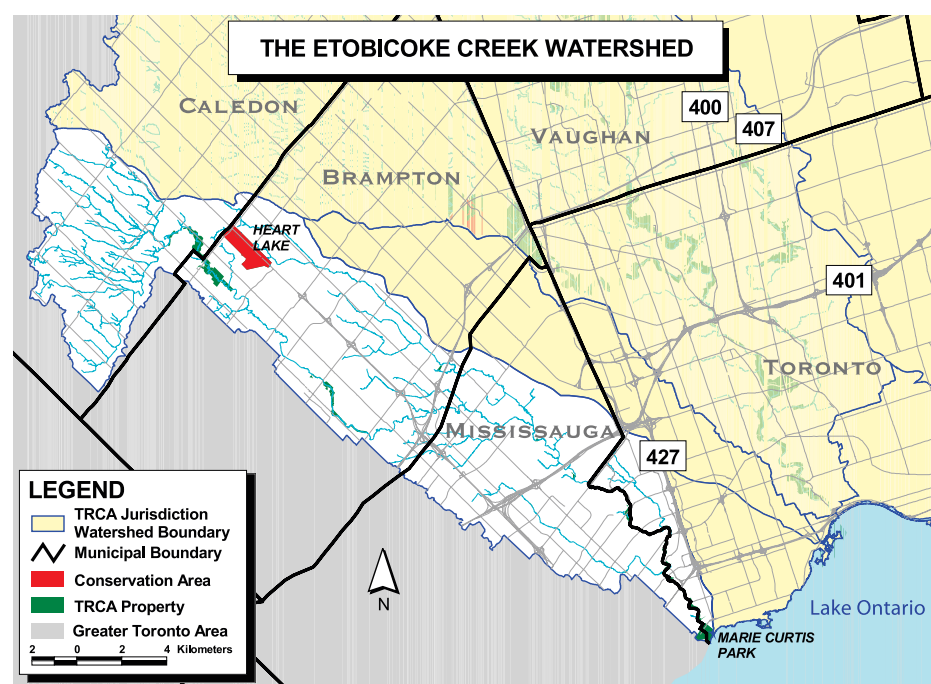 THE ETOBICOKE CREEK WATERSHED
CALEDON
400
407
VAUGHAN
BRAMPTON
HEART
LAKE
401
TORONTO
MISSISSAUGA
427
LEGEND
TRCA Jurisdiction
Watershed Boundary
Municipal Boundary
Conservation Area
TRCA Property
Greater Toronto Area
2 0 2 4 Kilometers
N
Lake Ontario
MARIE CURTIS
PARK